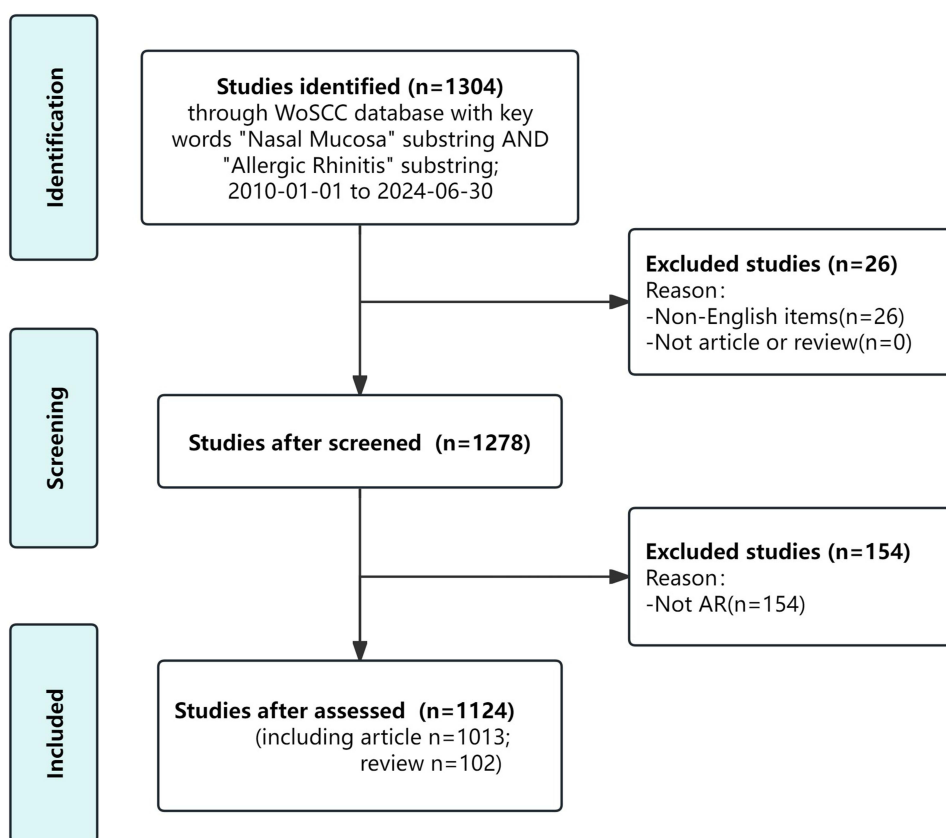 Identification
Studies identified (n=1304)
through WoSCC database with key
words "Nasal Mucosa" substring AND
"Allergic Rhinitis" substring;
2010-01-01 to 2024-06-30
Excluded studies (n=26)
Reason:
-Non-English items(n=26)
-Not article or review(n=0)
Screening
Studies after screened (n=1278)
Excluded studies (n=154)
Reason:
-Not AR(n=154)
Included
Studies after assessed (n=1124)
(including article n=1013;
review n=102)